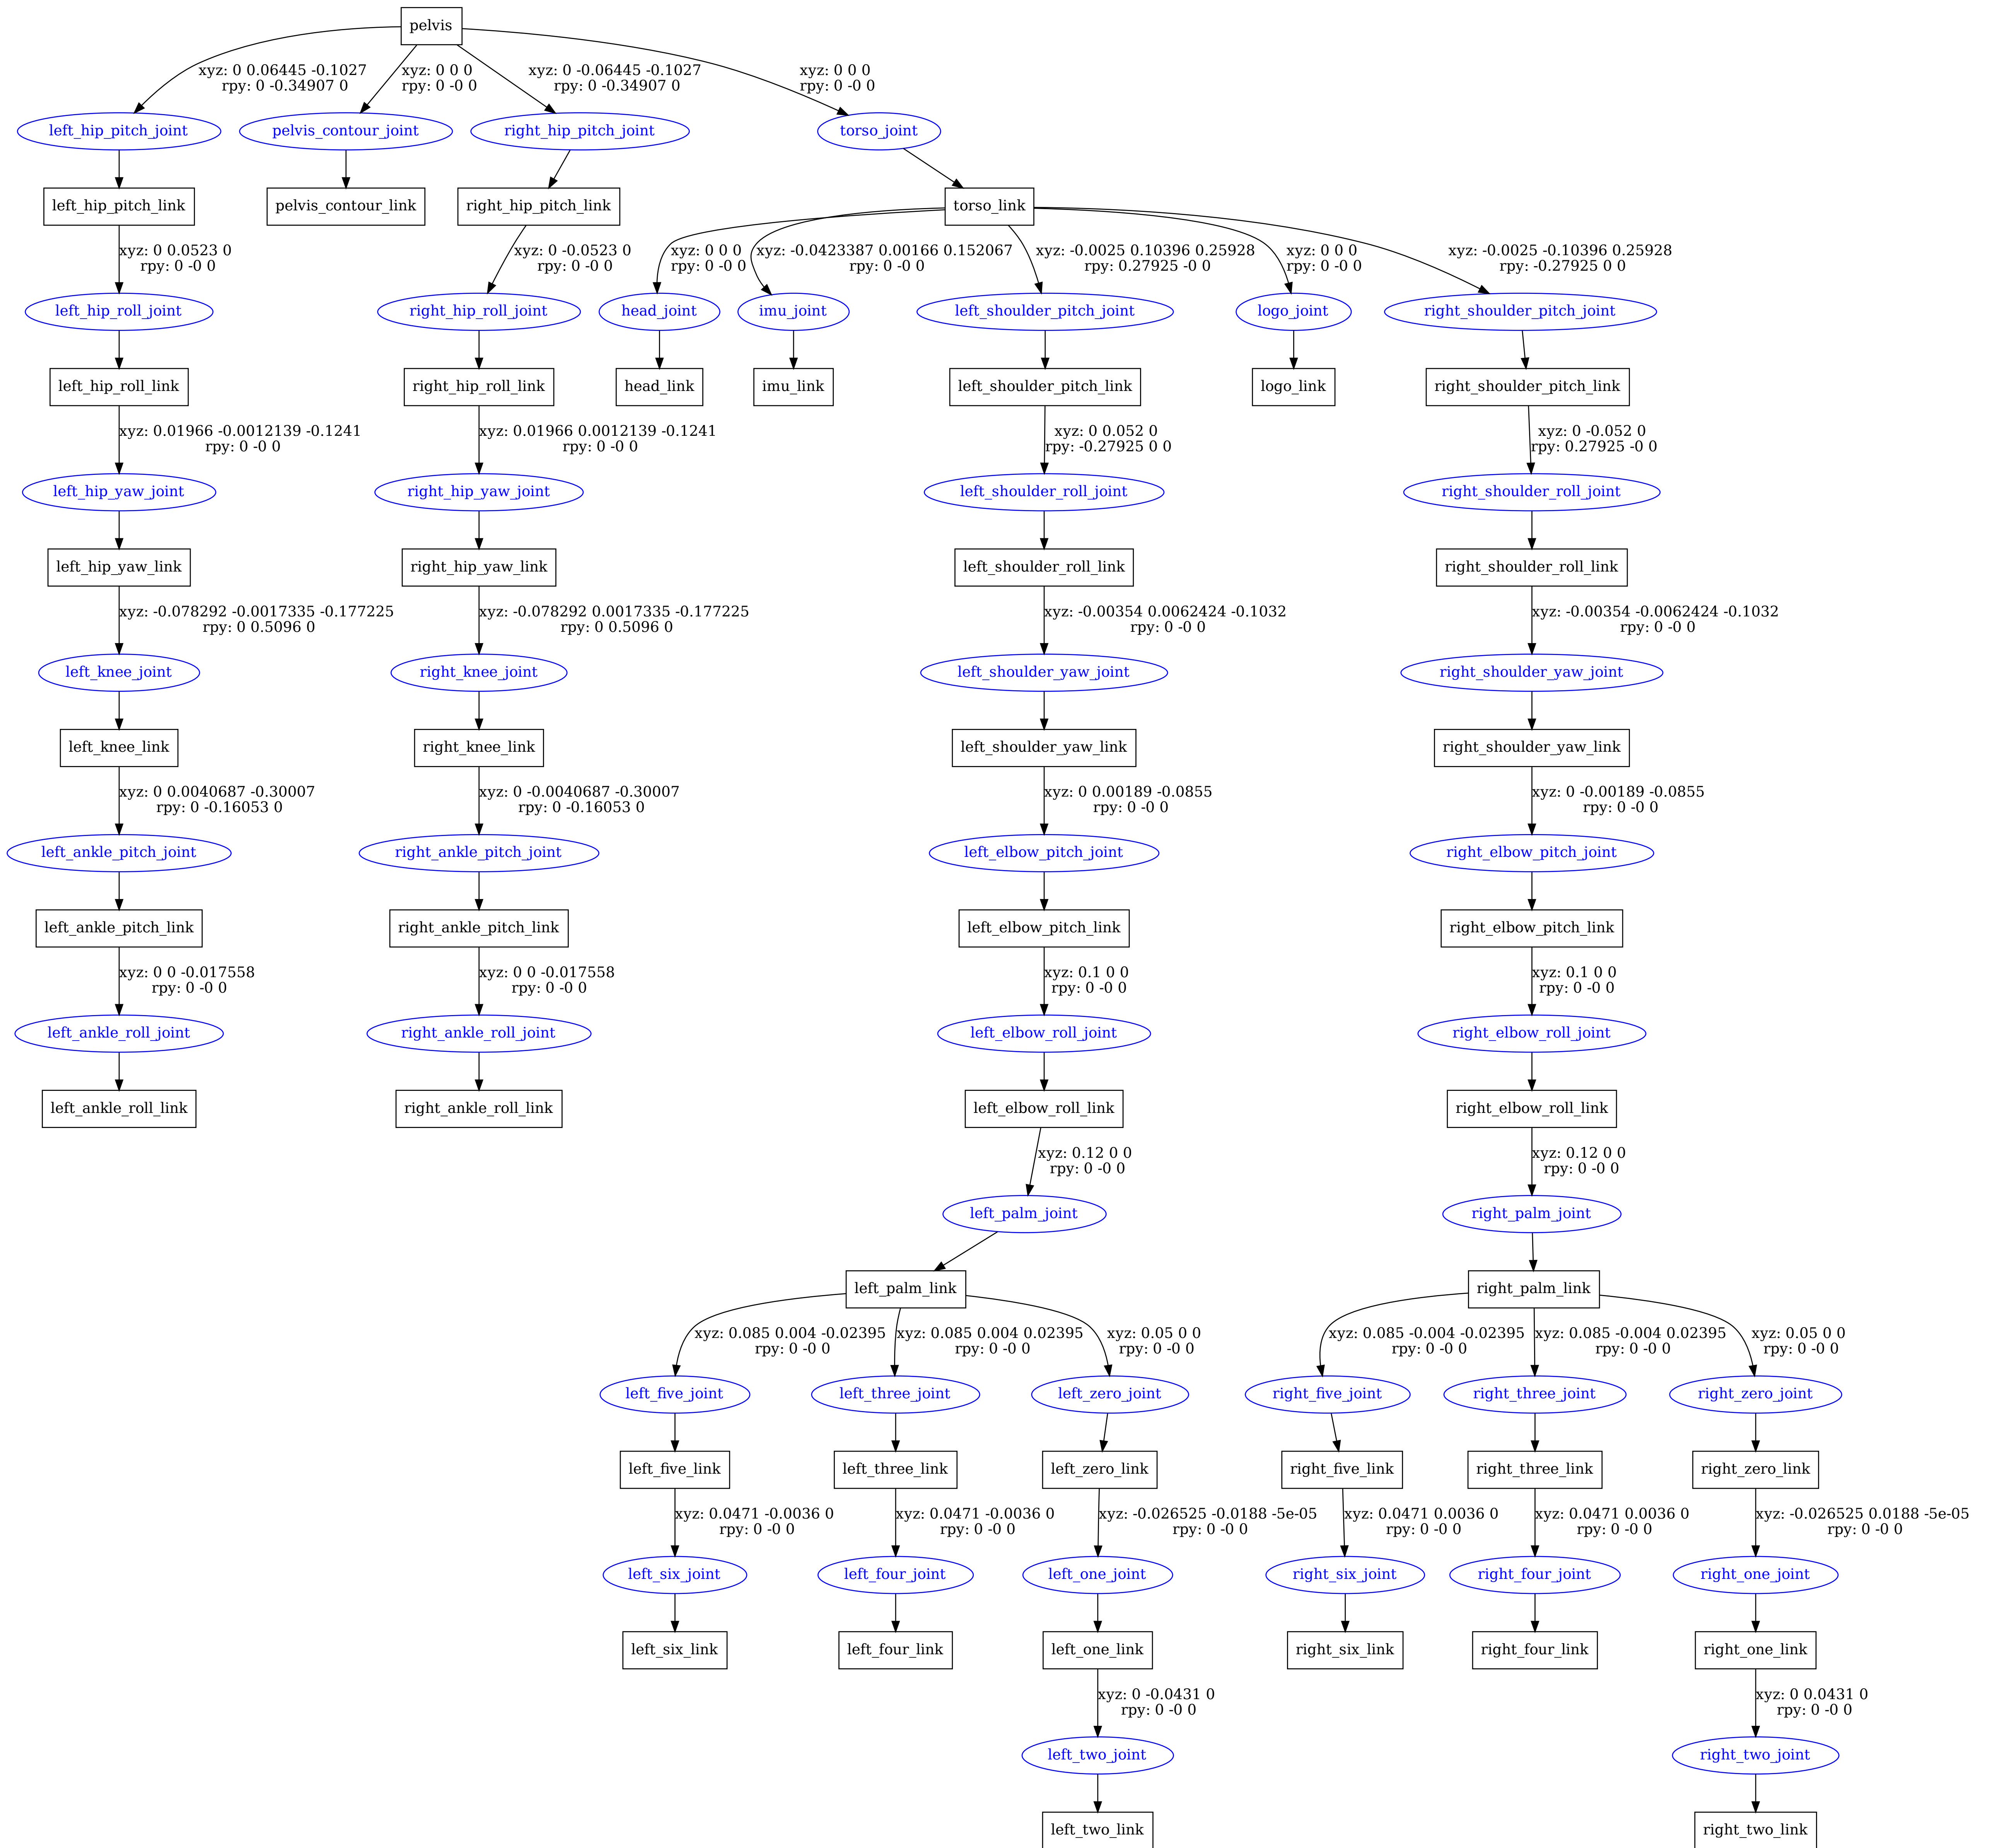 pelvis
xyz: 0 0.06445 -0.1027
rpy: 0 -0.34907 0
xyz: 0 0 0
rpy: 0 -0 0
xyz: 0 -0.06445 -0.1027
rpy: 0 -0.34907 0
xyz: 0 0 0
rpy: 0 -0 0
left_hip_pitch_joint
pelvis_contour_joint
right_hip_pitch_joint
torso_joint
left_hip_pitch_link
pelvis_contour_link
right_hip_pitch_link
torso_link
xyz: 0 0.0523 0
rpy: 0 -0 0
xyz: 0 -0.0523 0
rpy: 0 -0 0
xyz: 0 0 0
rpy: 0 -0 0
xyz: -0.0423387 0.00166 0.152067
rpy: 0 -0 0
xyz: -0.0025 0.10396 0.25928
rpy: 0.27925 -0 0
xyz: 0 0 0
rpy: 0 -0 0
xyz: -0.0025 -0.10396 0.25928
rpy: -0.27925 0 0
left_hip_roll_joint
right_hip_roll_joint
head_joint
imu_joint
left_shoulder_pitch_joint
logo_joint
right_shoulder_pitch_joint
left_hip_roll_link
right_hip_roll_link
head_link
imu_link
left_shoulder_pitch_link
logo_link
right_shoulder_pitch_link
xyz: 0.01966 -0.0012139 -0.1241
rpy: 0 -0 0
xyz: 0.01966 0.0012139 -0.1241
rpy: 0 -0 0
xyz: 0 0.052 0
rpy: -0.27925 0 0
xyz: 0 -0.052 0
rpy: 0.27925 -0 0
left_hip_yaw_joint
right_hip_yaw_joint
left_shoulder_roll_joint
right_shoulder_roll_joint
left_hip_yaw_link
right_hip_yaw_link
left_shoulder_roll_link
right_shoulder_roll_link
xyz: -0.078292 -0.0017335 -0.177225
rpy: 0 0.5096 0
xyz: -0.078292 0.0017335 -0.177225
rpy: 0 0.5096 0
xyz: -0.00354 0.0062424 -0.1032
rpy: 0 -0 0
xyz: -0.00354 -0.0062424 -0.1032
rpy: 0 -0 0
left_knee_joint
right_knee_joint
left_shoulder_yaw_joint
right_shoulder_yaw_joint
left_knee_link
right_knee_link
left_shoulder_yaw_link
right_shoulder_yaw_link
xyz: 0 0.0040687 -0.30007
rpy: 0 -0.16053 0
xyz: 0 -0.0040687 -0.30007
rpy: 0 -0.16053 0
xyz: 0 0.00189 -0.0855
rpy: 0 -0 0
xyz: 0 -0.00189 -0.0855
rpy: 0 -0 0
left_ankle_pitch_joint
right_ankle_pitch_joint
left_elbow_pitch_joint
right_elbow_pitch_joint
left_ankle_pitch_link
right_ankle_pitch_link
left_elbow_pitch_link
right_elbow_pitch_link
xyz: 0 0 -0.017558
rpy: 0 -0 0
xyz: 0 0 -0.017558
rpy: 0 -0 0
xyz: 0.1 0 0
rpy: 0 -0 0
xyz: 0.1 0 0
rpy: 0 -0 0
left_ankle_roll_joint
right_ankle_roll_joint
left_elbow_roll_joint
right_elbow_roll_joint
left_ankle_roll_link
right_ankle_roll_link
left_elbow_roll_link
right_elbow_roll_link
xyz: 0.12 0 0
rpy: 0 -0 0
xyz: 0.12 0 0
rpy: 0 -0 0
left_palm_joint
right_palm_joint
left_palm_link
right_palm_link
xyz: 0.085 0.004 -0.02395
rpy: 0 -0 0
xyz: 0.085 0.004 0.02395
rpy: 0 -0 0
xyz: 0.05 0 0
rpy: 0 -0 0
xyz: 0.085 -0.004 -0.02395
rpy: 0 -0 0
xyz: 0.085 -0.004 0.02395
rpy: 0 -0 0
xyz: 0.05 0 0
rpy: 0 -0 0
left_five_joint
left_three_joint
left_zero_joint
right_five_joint
right_three_joint
right_zero_joint
left_five_link
left_three_link
left_zero_link
right_five_link
right_three_link
right_zero_link
xyz: 0.0471 -0.0036 0
rpy: 0 -0 0
xyz: 0.0471 -0.0036 0
rpy: 0 -0 0
xyz: -0.026525 -0.0188 -5e-05
rpy: 0 -0 0
xyz: 0.0471 0.0036 0
rpy: 0 -0 0
xyz: 0.0471 0.0036 0
rpy: 0 -0 0
xyz: -0.026525 0.0188 -5e-05
rpy: 0 -0 0
left_six_joint
left_four_joint
left_one_joint
right_six_joint
right_four_joint
right_one_joint
left_six_link
left_four_link
left_one_link
right_six_link
right_four_link
right_one_link
xyz: 0 -0.0431 0
rpy: 0 -0 0
xyz: 0 0.0431 0
rpy: 0 -0 0
left_two_joint
right_two_joint
left_two_link
right_two_link